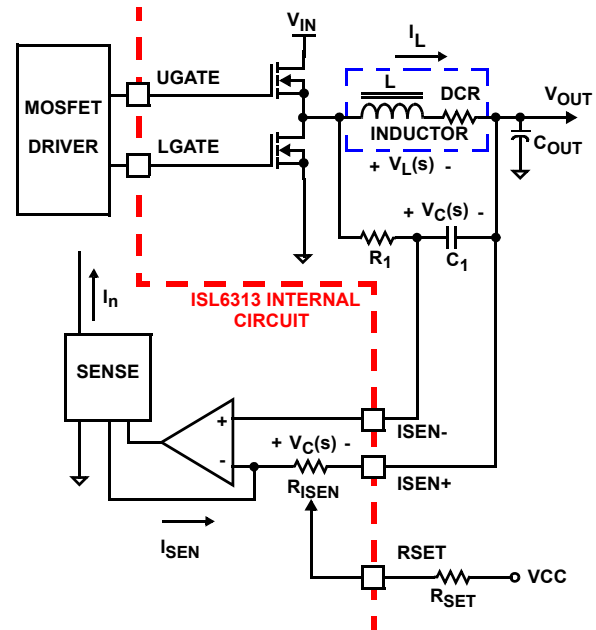 V_IN
I_L
UGATE
L
DCR
V_OUT
MOSFET
DRIVER
INDUCTOR
C_OUT
LGATE
+ V_L(s) -
+ V_C(s) -
R_1
C_1
I_n
ISL6313 INTERNAL
CIRCUIT
SENSE
+
ISEN-
+ V_C(s) -
-
R_ISEN
ISEN+
I_SEN
RSET
VCC
R_SET